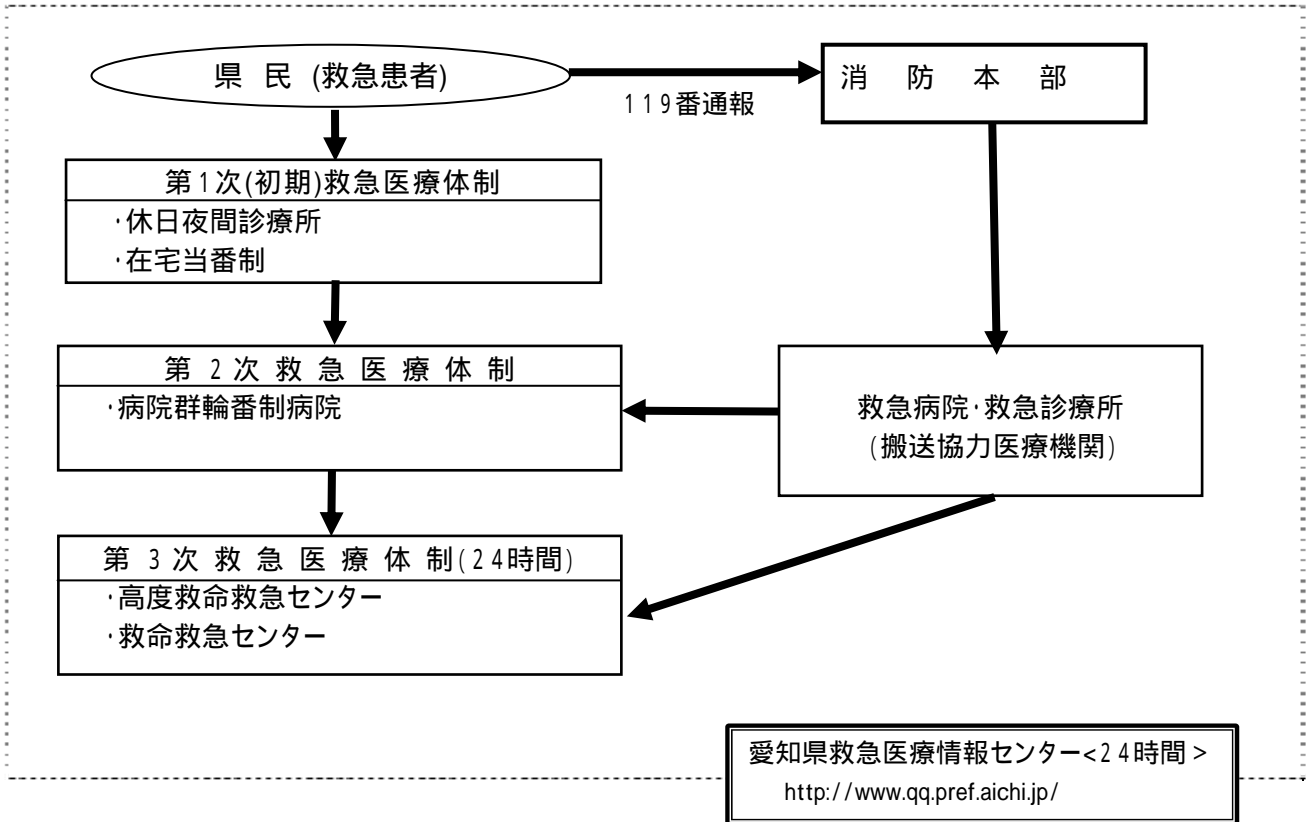 県 民 (救急患者)
消 防 本 部
119番通報
第1次(初期)救急医療体制
・休日夜間診療所
・在宅当番制
第 2 次 救 急 医 療 体 制
・病院群輪番制病院
救急病院・救急診療所
(搬送協力医療機関)
第 3 次 救 急 医 療 体 制(24時間)
・高度救命救急センター
・救命救急センター
愛知県救急医療情報センター<24時間>
http://www.qq.pref.aichi.jp/